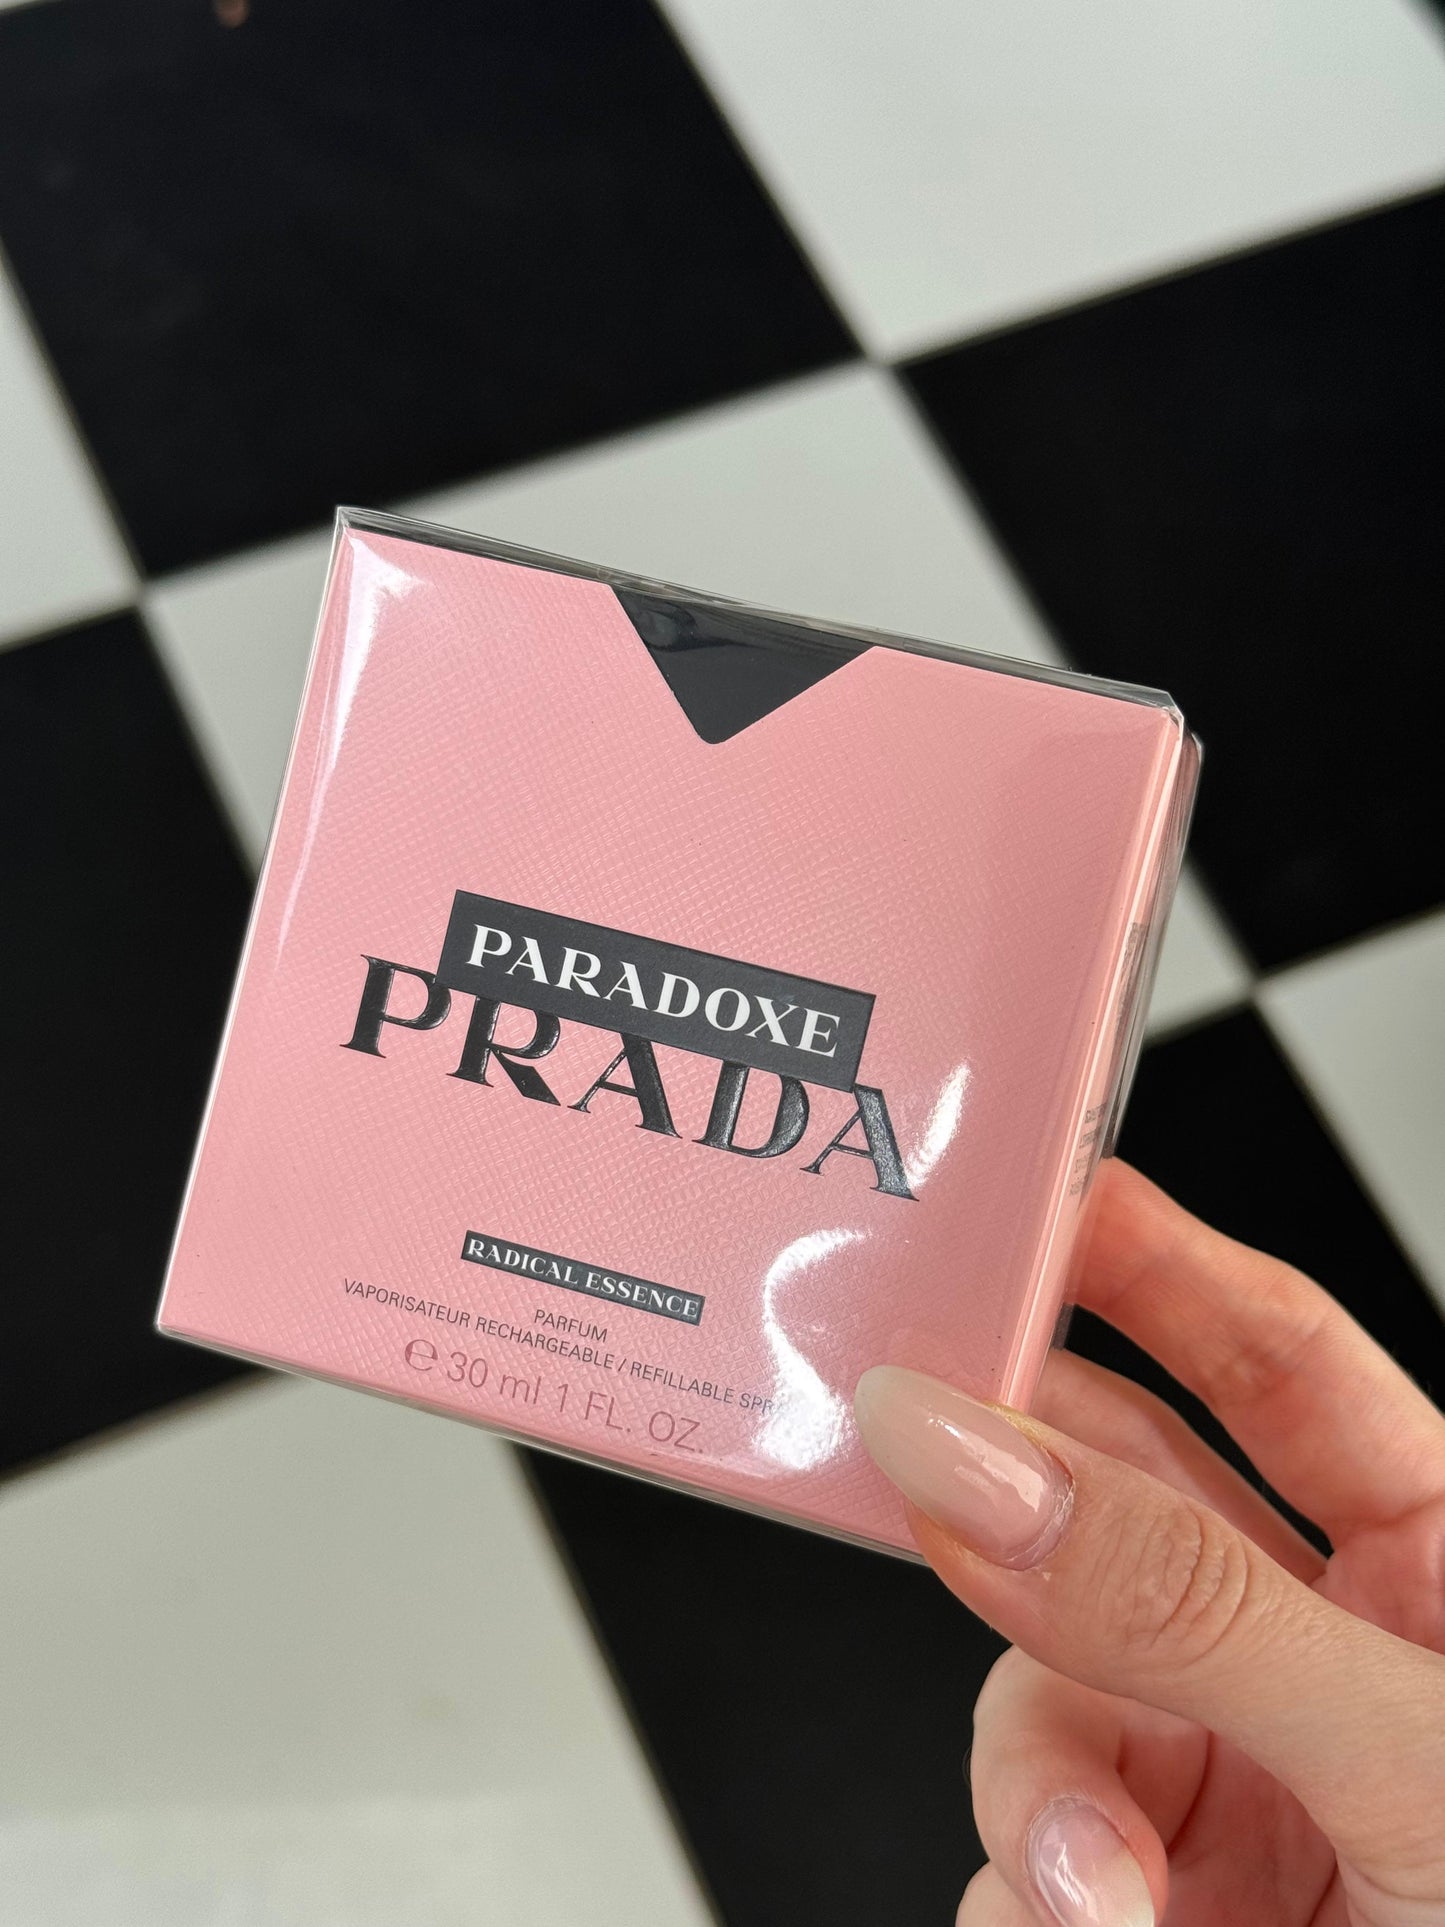 PARADOXE
PRADA
RADICAL ESSENCE
PARFUM
VAPORISATEUR RECHARGEABLE / REFILLABLE
℮ 30 ml 1 FL. OZ.